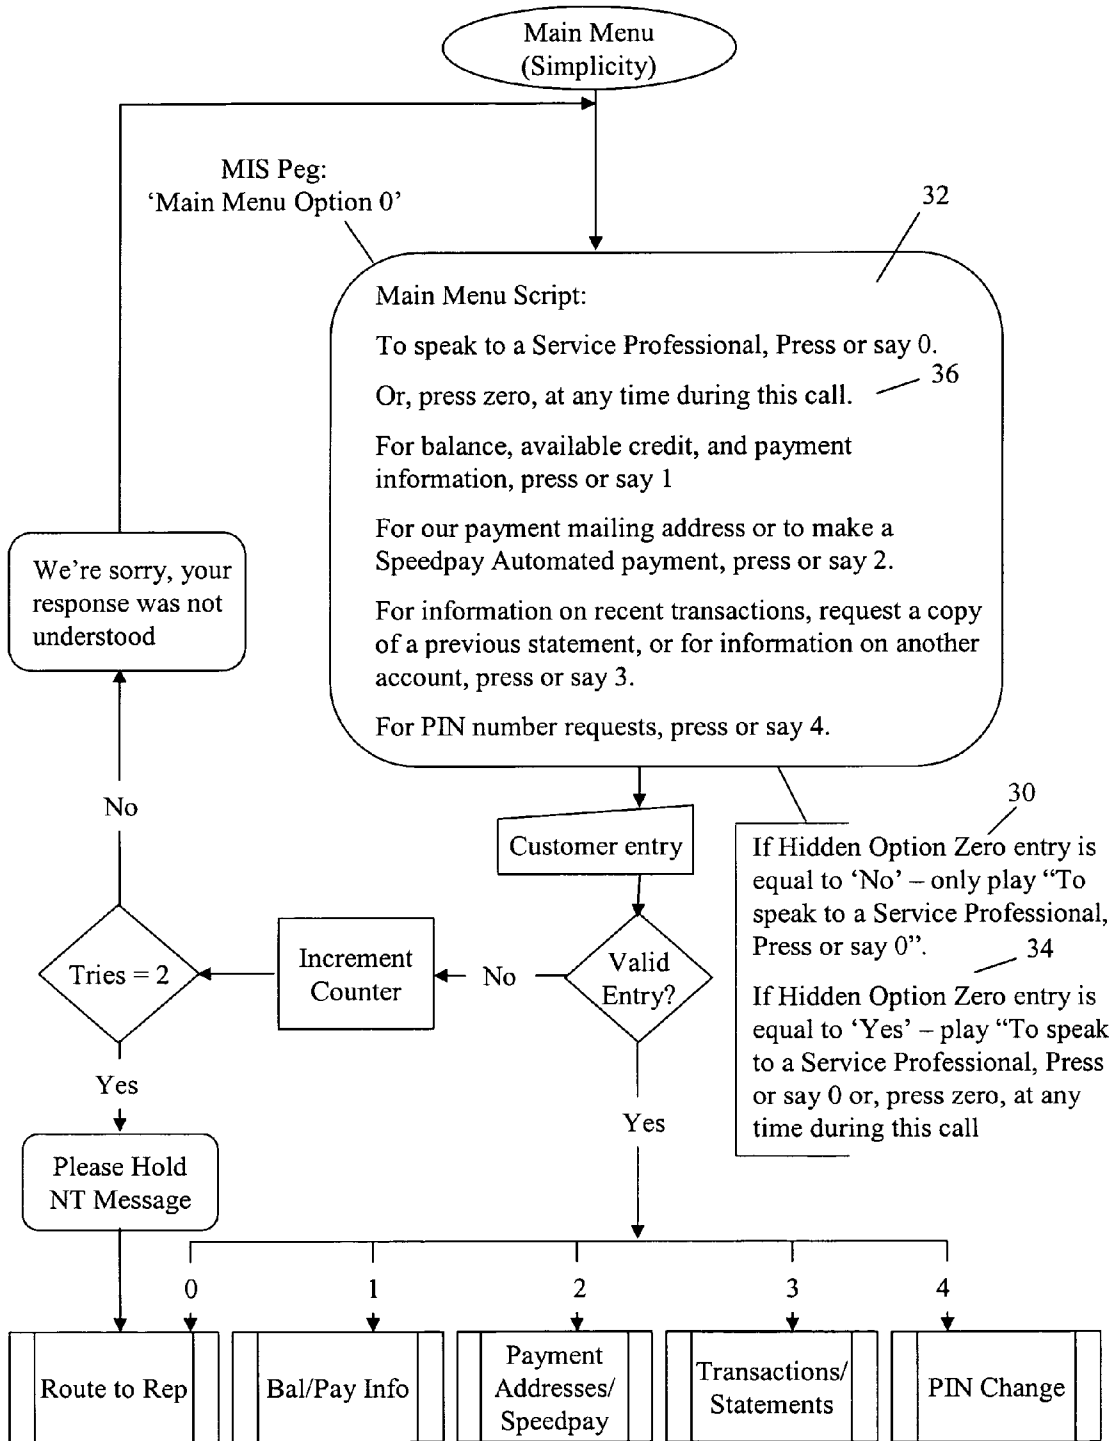 Main Menu
(Simplicity)
MIS Peg:
‘Main Menu Option 0’
32
Main Menu Script:
To speak to a Service Professional, Press or say 0.
Or, press zero, at any time during this call.
36
For balance, available credit, and payment
information, press or say 1
For our payment mailing address or to make a
Speedpay Automated payment, press or say 2.
For information on recent transactions, request a copy
of a previous statement, or for information on another
account, press or say 3.
For PIN number requests, press or say 4.
We’re sorry, your
response was not
understood
No
Customer entry
30
If Hidden Option Zero entry is
equal to ‘No’ – only play “To
speak to a Service Professional,
Press or say 0”.
34
If Hidden Option Zero entry is
equal to ‘Yes’ – play “To speak
to a Service Professional, Press
or say 0 or, press zero, at any
time during this call
Tries = 2
Increment
Counter
No
Valid
Entry?
Yes
Yes
Please Hold
NT Message
0
1
2
3
4
Route to Rep
Bal/Pay Info
Payment
Addresses/
Speedpay
Transactions/
Statements
PIN Change